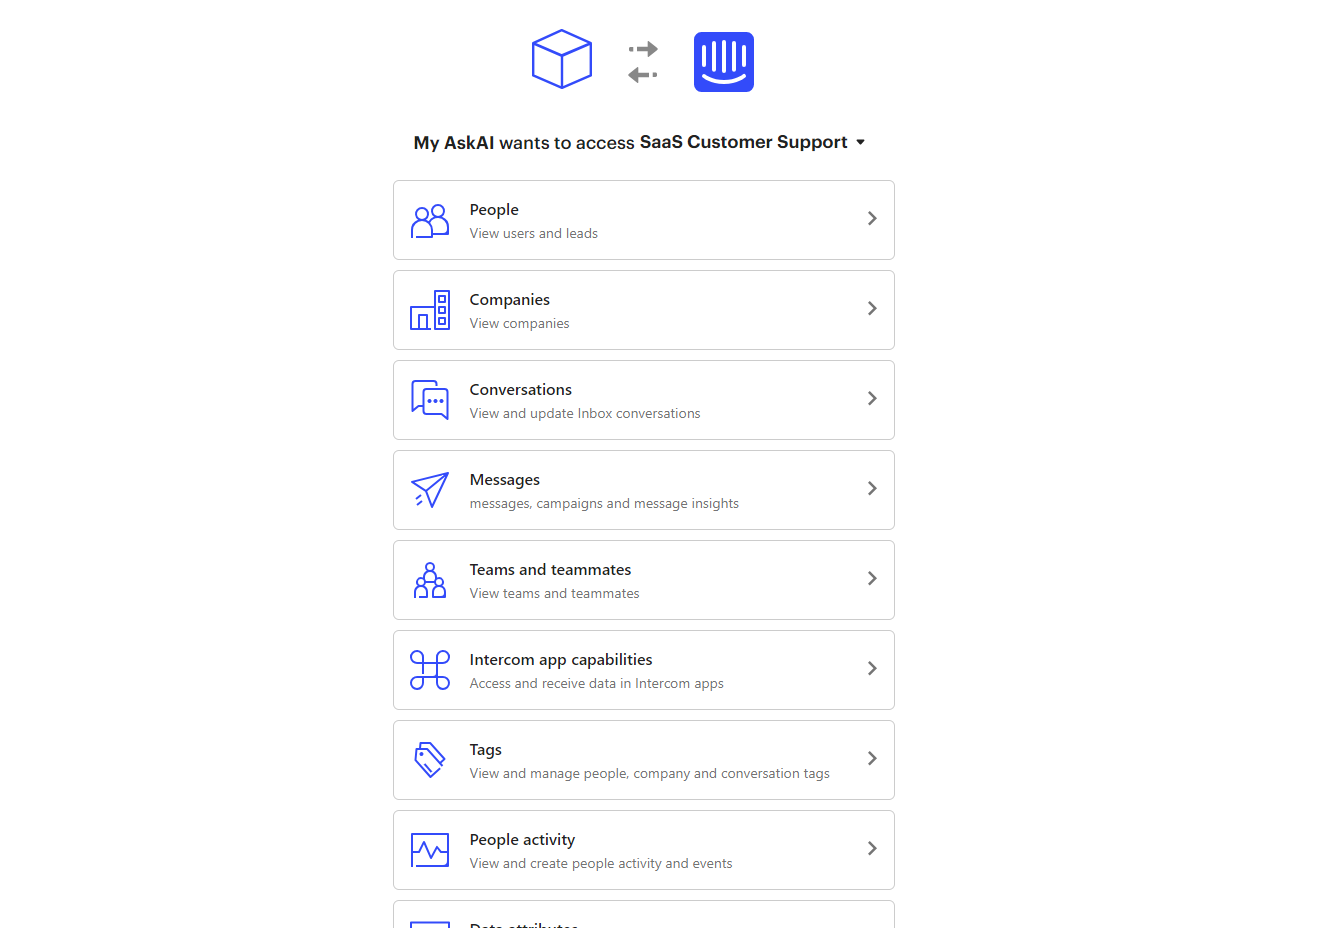 My AskAI wants to access SaaS Customer Support
People
View users and leads
Companies
View companies
Conversations
View and update Inbox conversations
Messages
messages, campaigns and message insights
Teams and teammates
View teams and teammates
Intercom app capabilities
Access and receive data in Intercom apps
Tags
View and manage people, company and conversation tags
People activity
View and create people activity and events
Data attributes